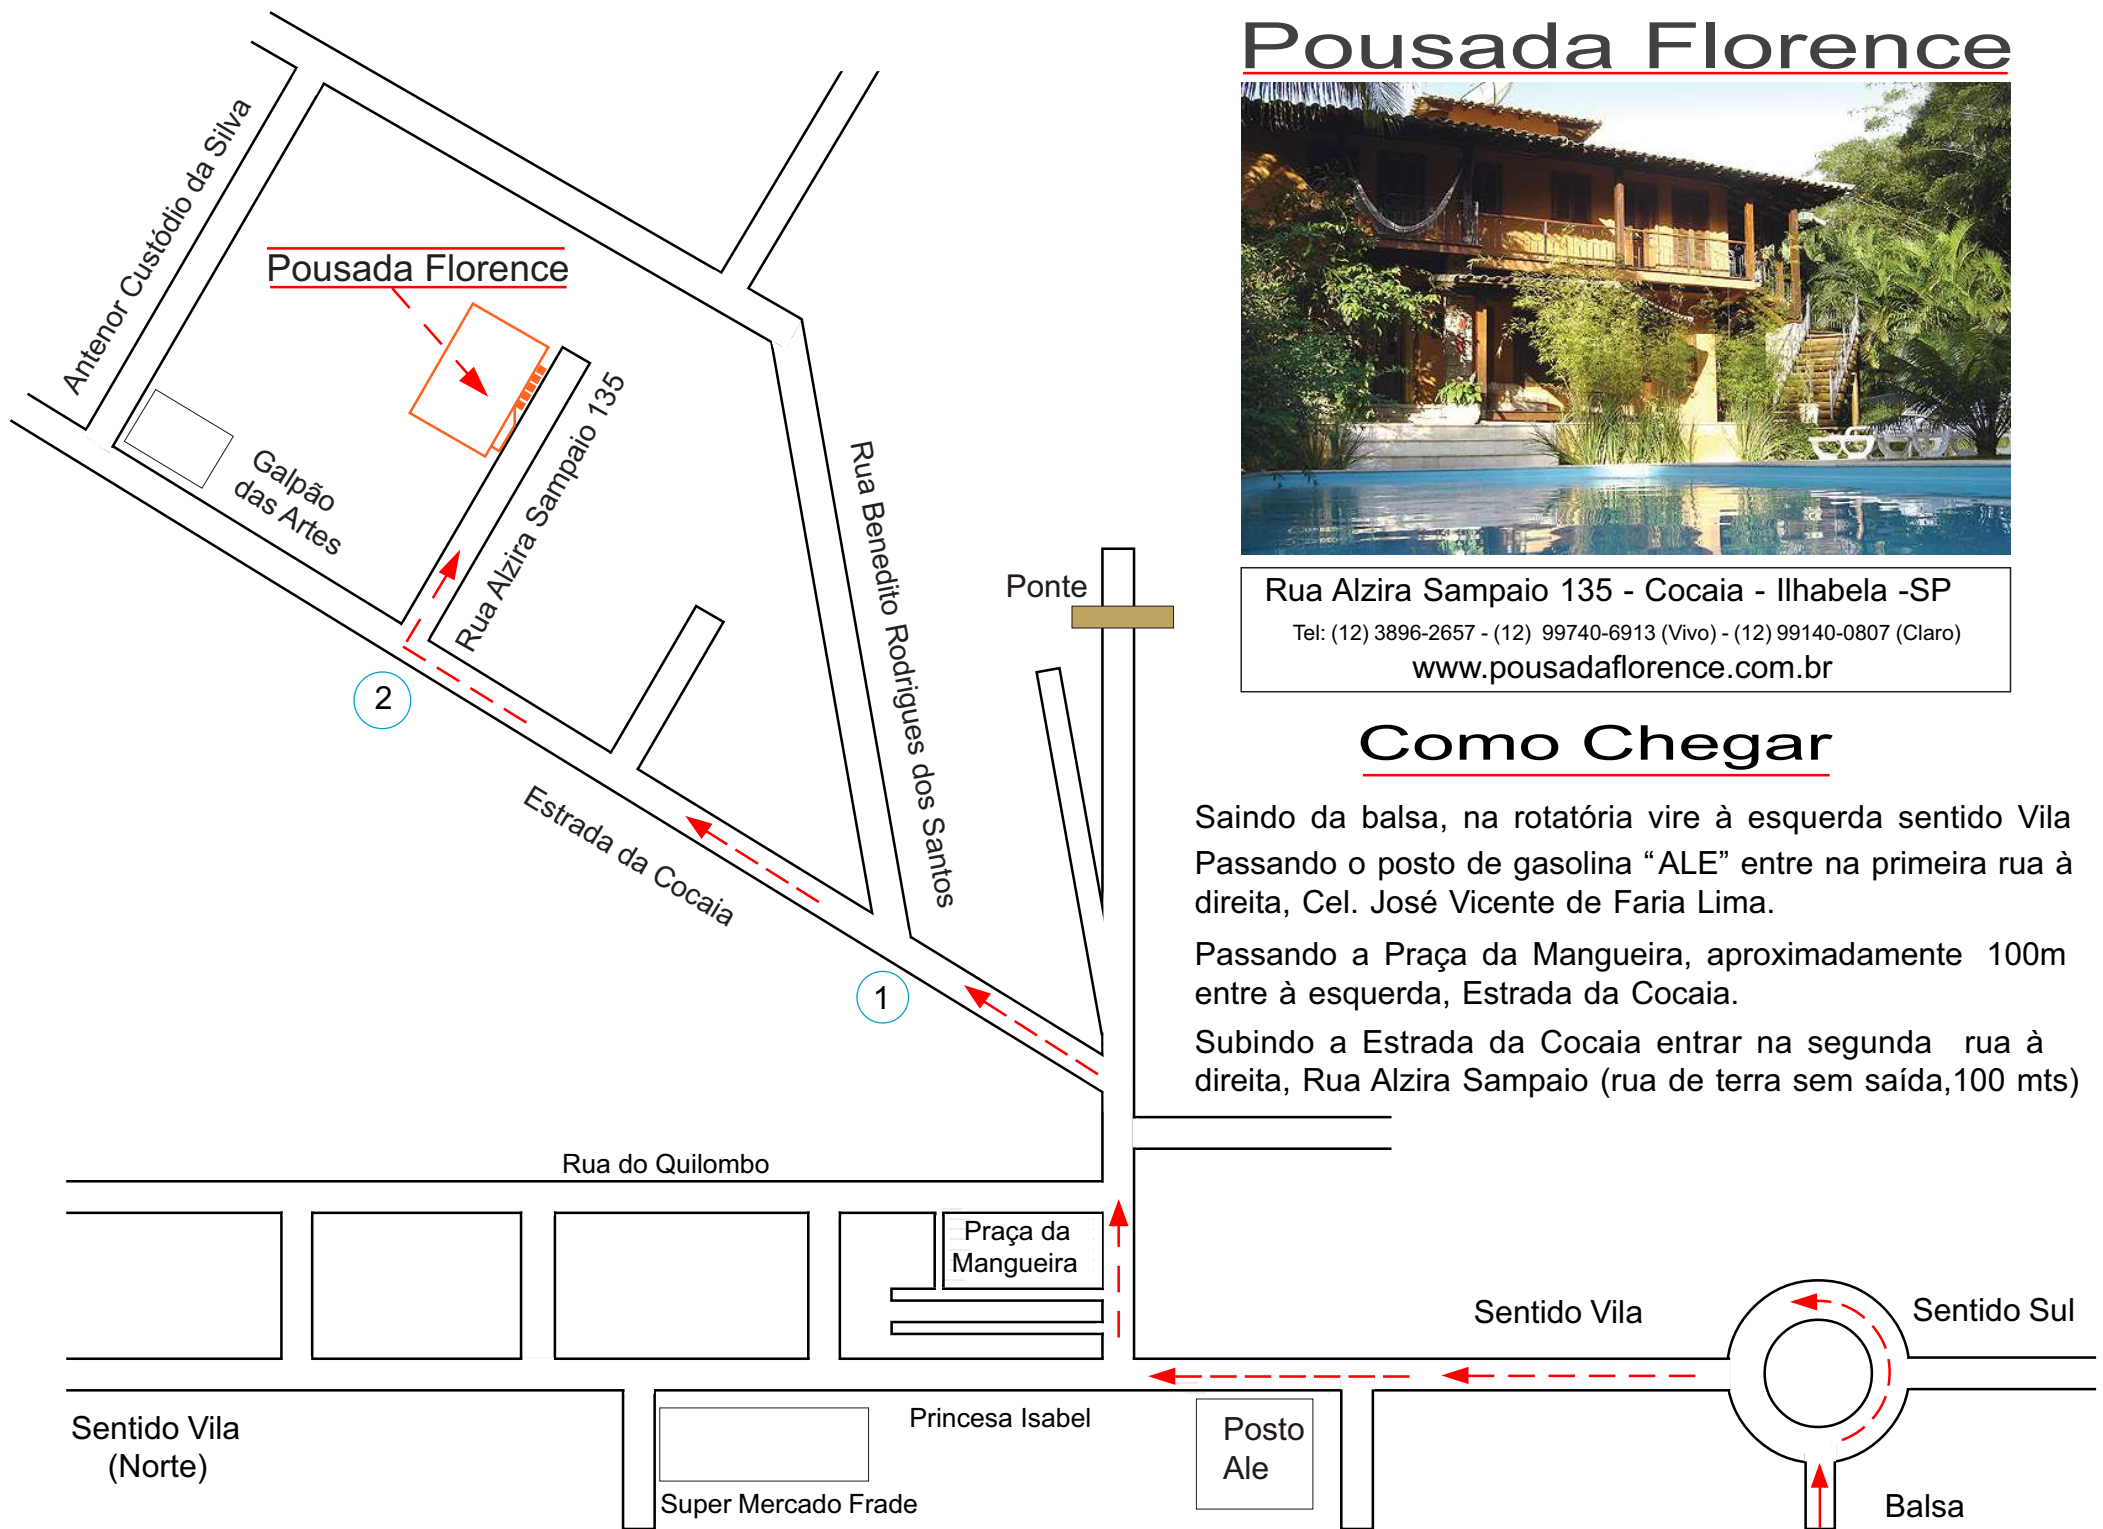 Pousada Florence
Antenor Custódio da Silva
Pousada Florence
Galpão
das Artes
Rua Alzira Sampaio 135
Rua Benedito Rodrigues dos Santos
Ponte
Rua Alzira Sampaio 135 - Cocaia - Ilhabela -SP
Tel: (12) 3896-2657 - (12) 99740-6913 (Vivo) - (12) 99140-0807 (Claro)
www.pousadaflorence.com.br
2
Como Chegar
Estrada da Cocaia
Saindo da balsa, na rotatória vire à esquerda sentido Vila
Passando o posto de gasolina “ALE” entre na primeira rua à
direita, Cel. José Vicente de Faria Lima.
Passando a Praça da Mangueira, aproximadamente 100m
entre à esquerda, Estrada da Cocaia.
Subindo a Estrada da Cocaia entrar na segunda rua à
direita, Rua Alzira Sampaio (rua de terra sem saída,100 mts)
1
Rua do Quilombo
Praça da
Mangueira
Sentido Vila
Sentido Sul
Sentido Vila
(Norte)
Princesa Isabel
Posto
Ale
Super Mercado Frade
Balsa